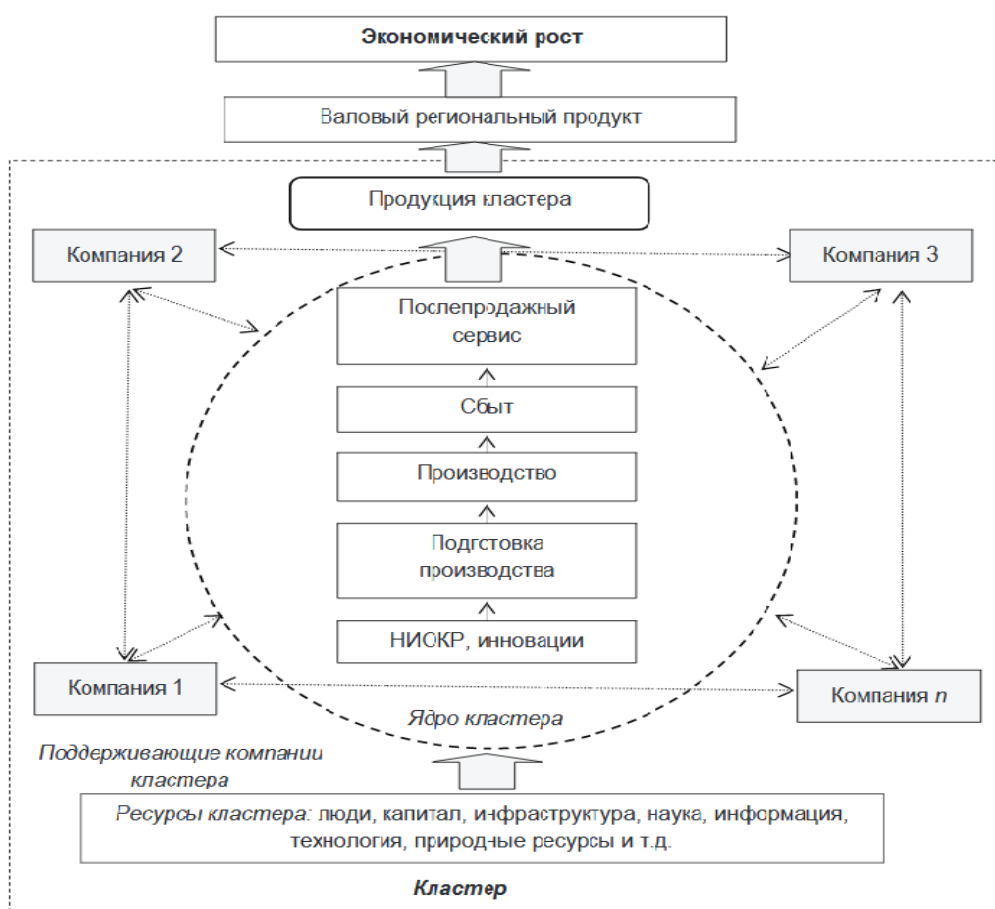 Экономический рост
Валовый региональный продукт
Продукция кластера
Компания 2
Компания 3
Послепродажный
сервис
Сбыт
Производство
Подгстовка
производства
НИОКР, инновации
Компания 1
Компания n
Ядро кластера
Поддерживающие компании
кластера
Ресурсы кластера: люди, капитал, инфраструктура, наука, информация,
технология, природные ресурсы и т.д.
Кластер